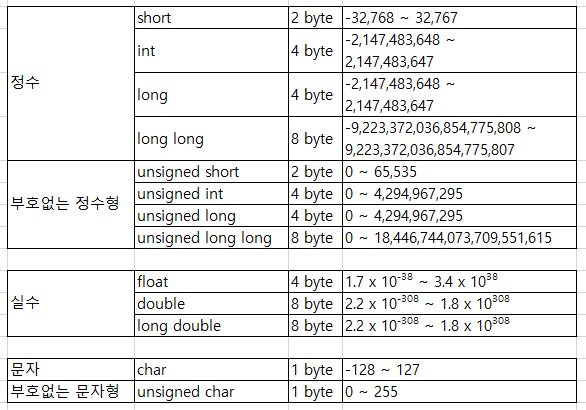 정수
short 2 byte -32,768 ~ 32,767
int 4 byte -2,147,483,648 ~
2,147,483,647
long 4 byte -2,147,483,648 ~
2,147,483,647
long long 8 byte -9,223,372,036,854,775,808 ~
9,223,372,036,854,775,807
부호없는 정수형
unsigned short 2 byte 0 ~ 65,535
unsigned int 4 byte 0 ~ 4,294,967,295
unsigned long 4 byte 0 ~ 4,294,967,295
unsigned long long 8 byte 0 ~ 18,446,744,073,709,551,615
실수
float 4 byte 1.7 x 10⁻³⁸ ~ 3.4 x 10³⁸
double 8 byte 2.2 x 10⁻³⁰⁸ ~ 1.8 x 10³⁰⁸
long double 8 byte 2.2 x 10⁻³⁰⁸ ~ 1.8 x 10³⁰⁸
문자 char 1 byte -128 ~ 127
부호없는 문자형 unsigned char 1 byte 0 ~ 255